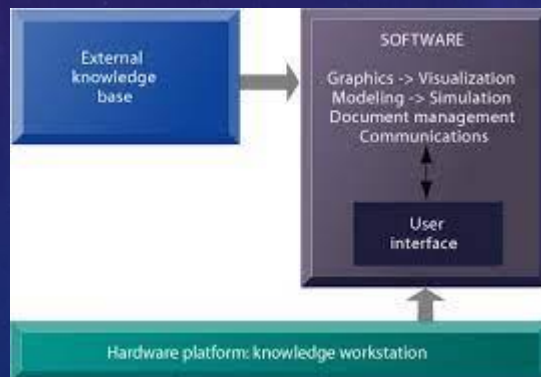 External
knowledge
base
SOFTWARE
Graphics -> Visualization
Modeling -> Simulation
Document management
Communications
User
interface
Hardware platform: knowledge workstation